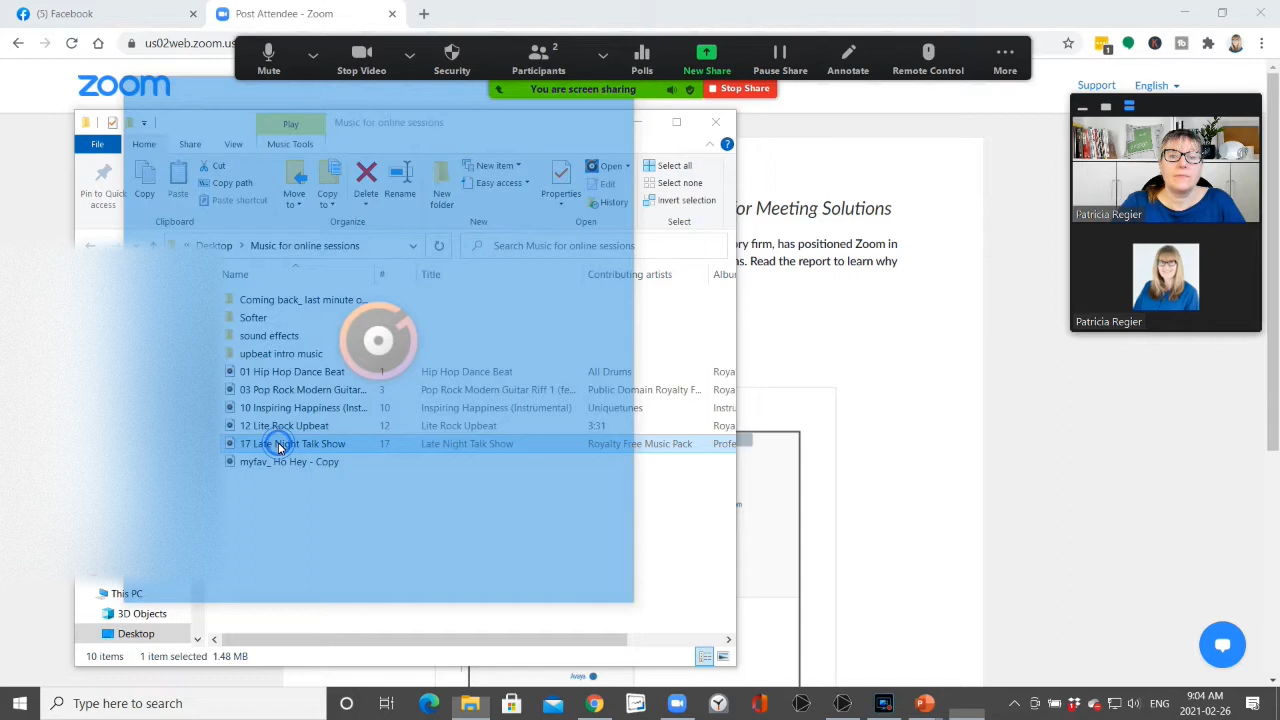 (5) Facebook
Post Attendee - Zoom
us02web.zoom.us
Mute
Stop Video
Security
2
Participants
Polls
New Share
Pause Share
Annotate
Remote Control
More
You are screen sharing
Stop Share
zoom
Support
English
Play
Music for online sessions
File
Home
Share
View
Music Tools
Pin to Quick
access
Copy
Paste
Cut
Copy path
Paste shortcut
Move
to
Copy
to
Delete
Rename
New
folder
New item
Easy access
Properties
Open
Edit
History
Select all
Select none
Invert selection
Clipboard
Organize
New
Open
Select
Desktop
Music for online sessions
Search Music for online sessions
Name
#
Title
Contributing artists
Albu
Coming back_ last minute o...
Softer
sound effects
upbeat intro music
01 Hip Hop Dance Beat 1 Hip Hop Dance Beat All Drums Roya
03 Pop Rock Modern Guitar... 3 Pop Rock Modern Guitar Riff 1 (fe... Public Domain Royalty F... Roya
10 Inspiring Happiness (Inst... 10 Inspiring Happiness (Instrumental) Uniquetunes Instru
12 Lite Rock Upbeat 12 Lite Rock Upbeat 3:31 Roya
17 Late Night Talk Show 17 Late Night Talk Show Royalty Free Music Pack Profe
myfav_ Ho Hey - Copy
This PC
3D Objects
Desktop
10 items 1 item selected 1.48 MB
or Meeting Solutions
ory firm, has positioned Zoom in
ns. Read the report to learn why
om
Avaya
Patricia Regier
Patricia Regier
Type here to search
ENG
9:04 AM
2021-02-26